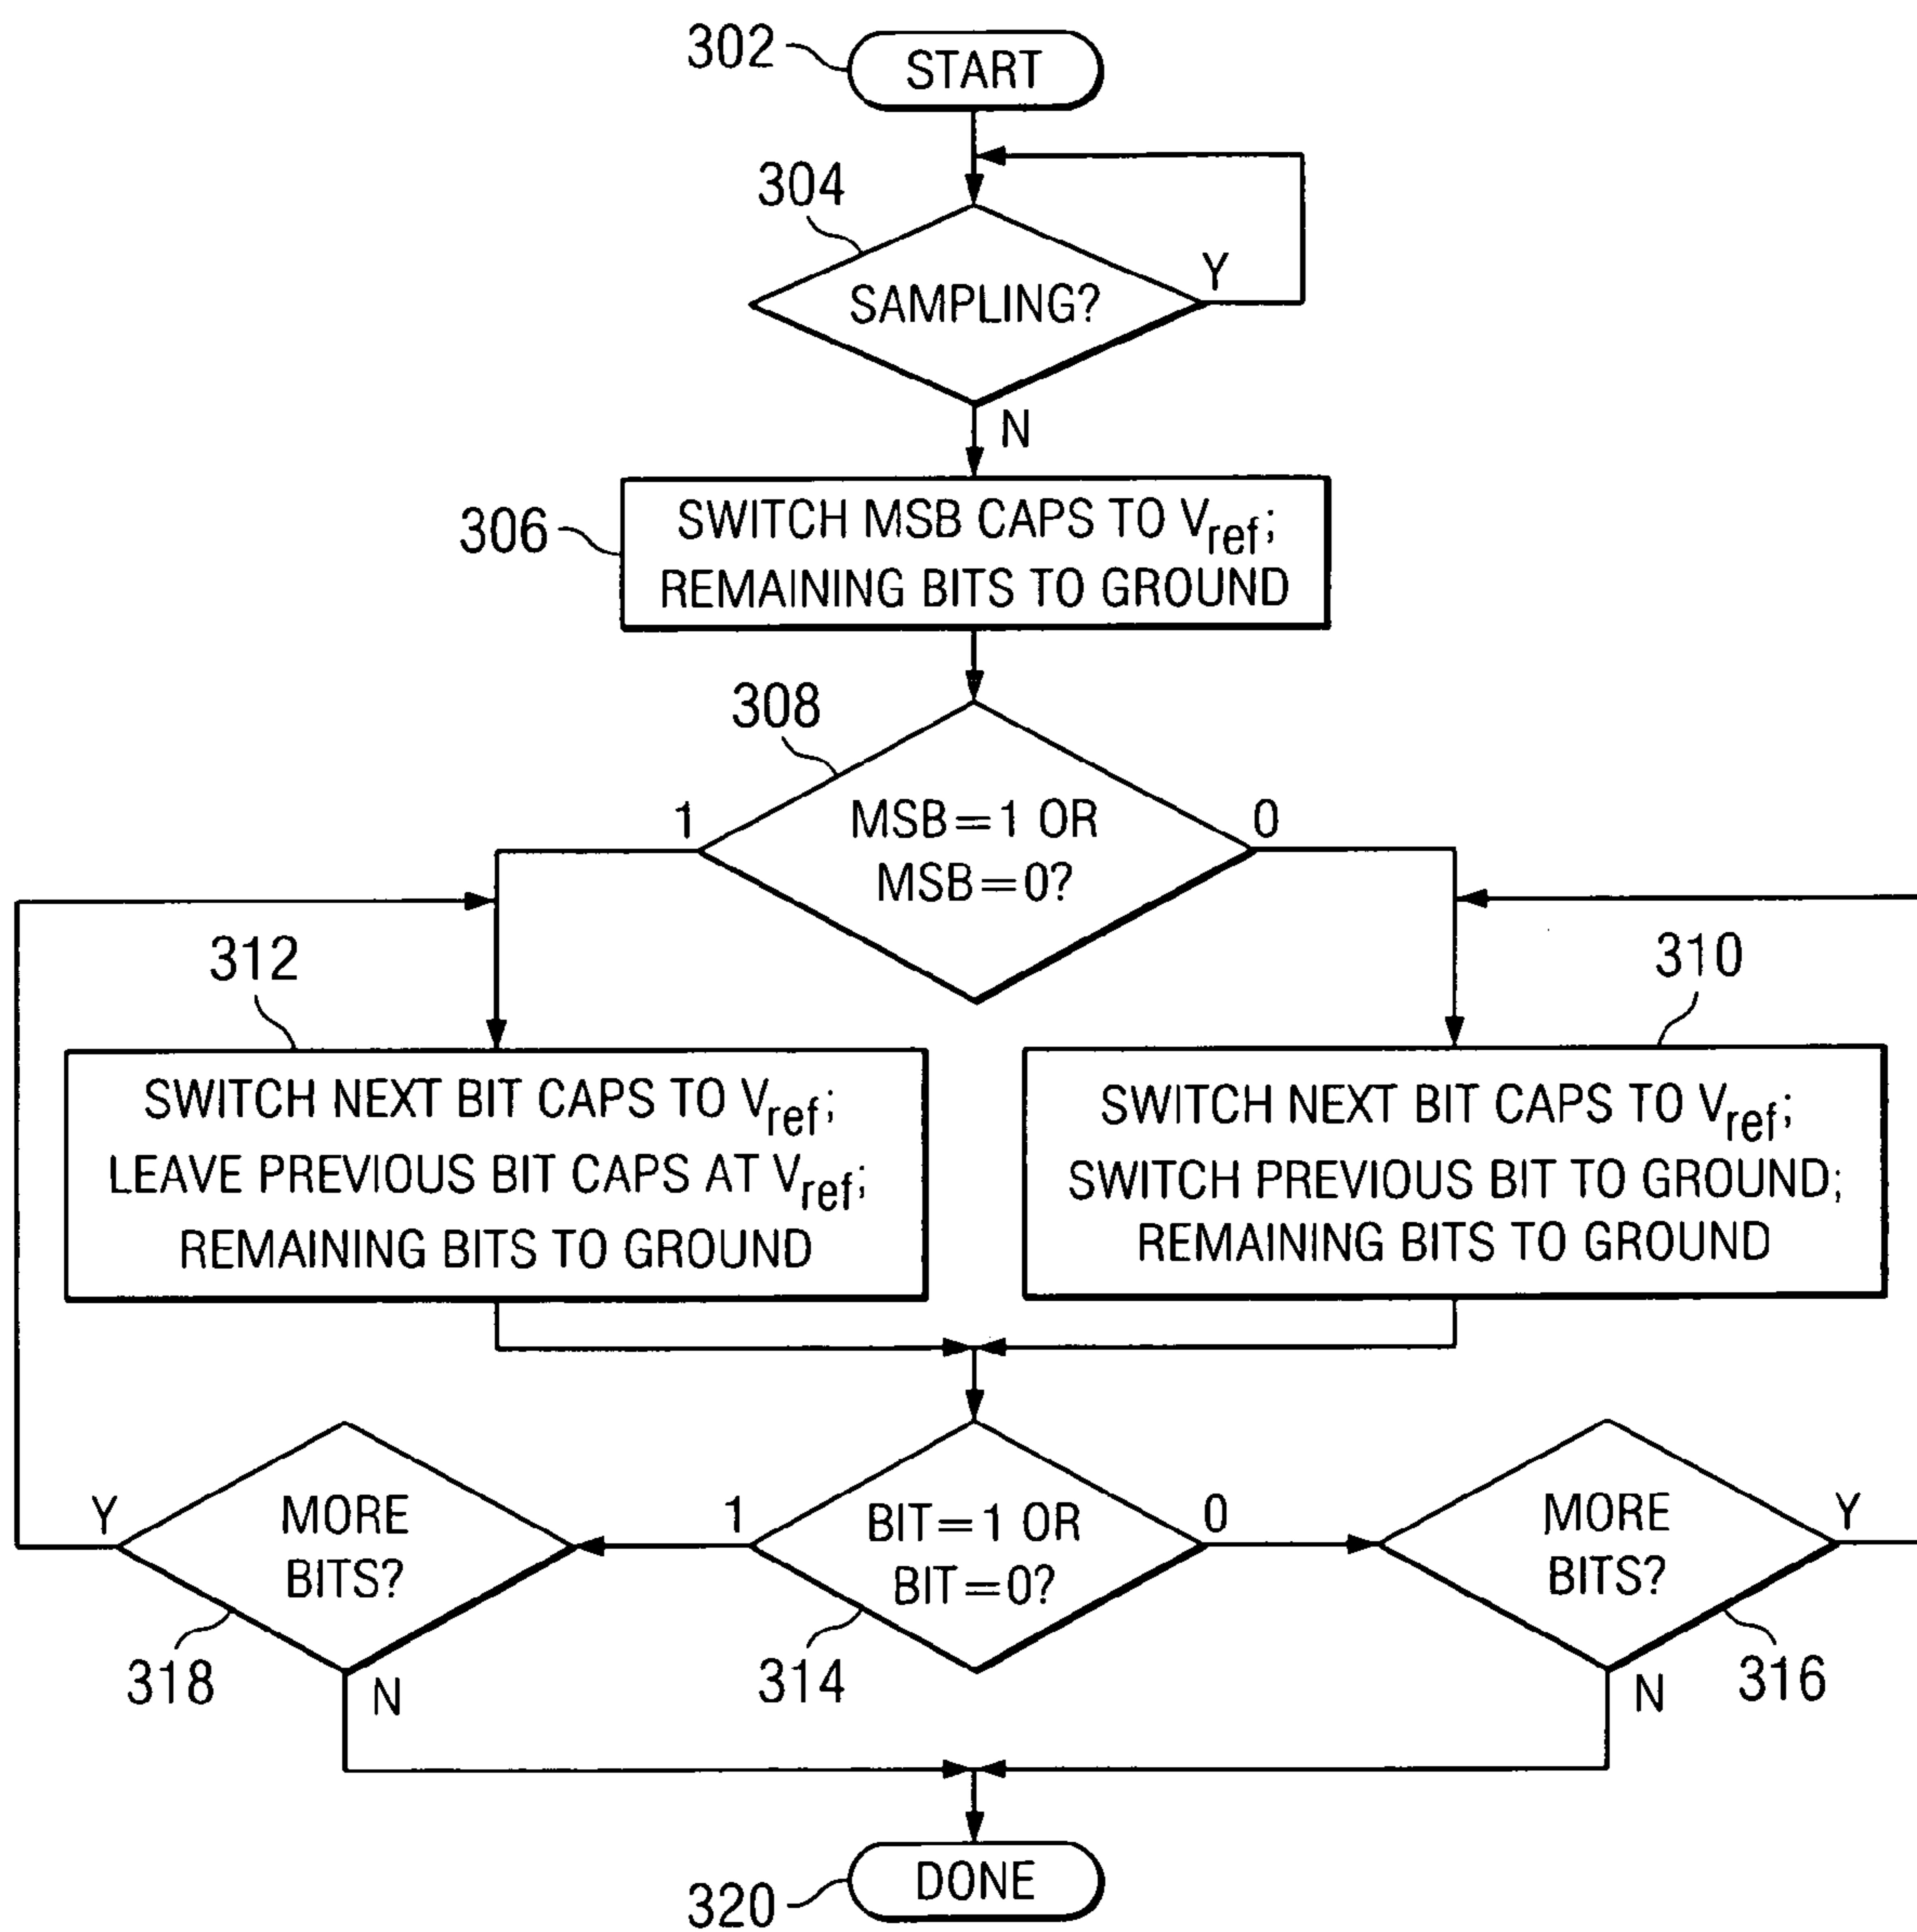 302
START
304
SAMPLING?
Y
N
306
SWITCH MSB CAPS TO Vref;
REMAINING BITS TO GROUND
308
1
MSB=1 OR
MSB=0?
0
312
310
SWITCH NEXT BIT CAPS TO Vref;
LEAVE PREVIOUS BIT CAPS AT Vref;
REMAINING BITS TO GROUND
SWITCH NEXT BIT CAPS TO Vref;
SWITCH PREVIOUS BIT TO GROUND;
REMAINING BITS TO GROUND
Y
MORE
BITS?
318
N
1
BIT=1 OR
BIT=0?
0
314
MORE
BITS?
Y
316
N
320
DONE